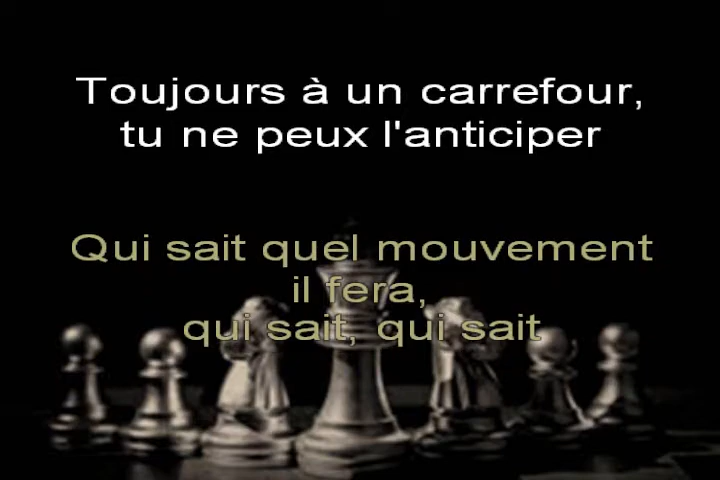 Toujours à un carrefour,
tu ne peux l'anticiper
Qui sait quel mouvement
il fera,
qui sait, qui sait